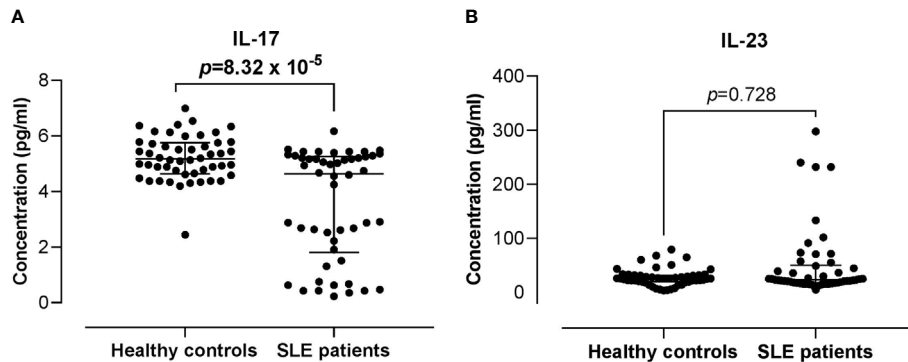 A
IL-17
p=8.32 x 10-5
8
6
4
2
0
Concentration (pg/ml)
Healthy controls
SLE patients
B
IL-23
p=0.728
400
300
200
100
0
Concentration (pg/ml)
Healthy controls
SLE patients